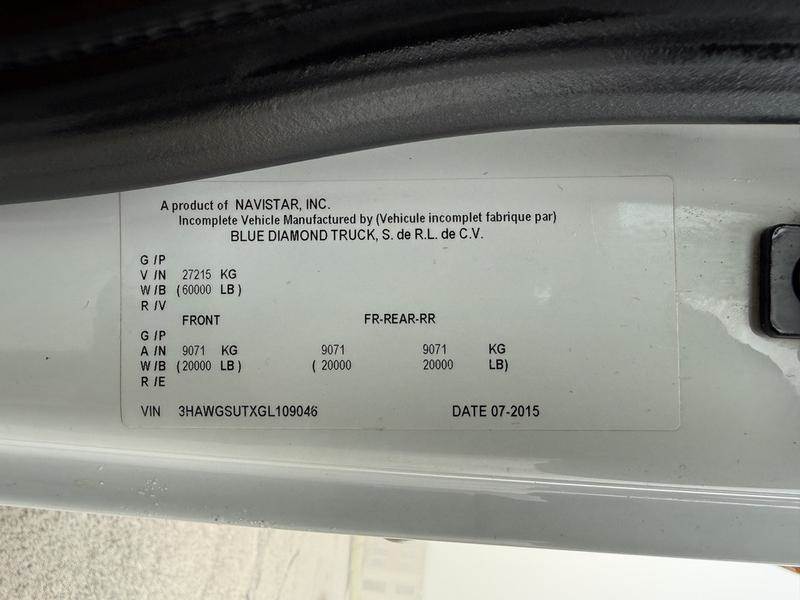 A product of NAVISTAR, INC.
Incomplete Vehicle Manufactured by (Vehicule incomplet fabrique par)
BLUE DIAMOND TRUCK, S. de R.L. de C.V.
G /P
V /N 27215 KG
W /B (60000 LB)
R /V
FRONT FR-REAR-RR
G /P
A /N 9071 KG 9071 9071 KG
W/B (20000 LB) ( 20000 20000 LB)
R /E
VIN 3HAWGSUTXGL109046 DATE 07-2015